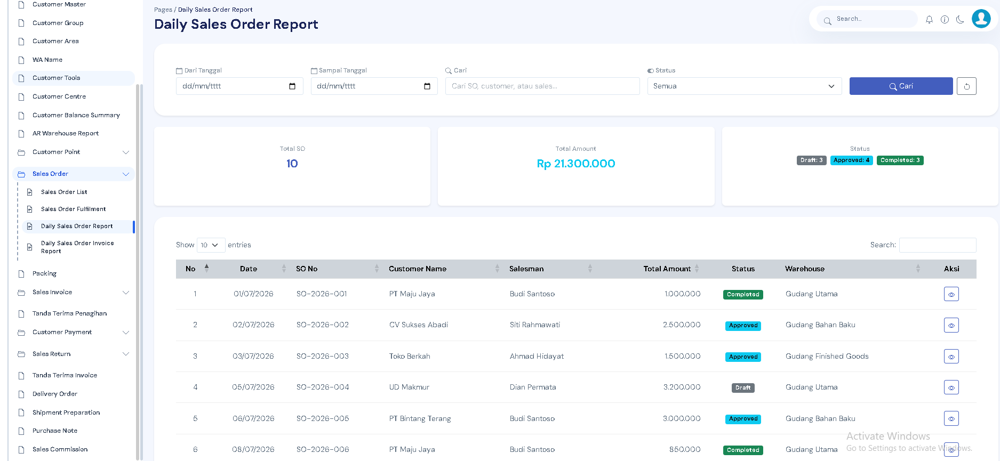 Customer Master
Customer Group
Customer Area
WA Name
Customer Tools
Customer Centre
Customer Balance Summary
AR Warehouse Report
Customer Point
Sales Order
Sales Order List
Sales Order Fulfilment
Daily Sales Order Report
Daily Sales Order Invoice
Report
Packing
Sales Invoice
Tanda Terima Penagihan
Customer Payment
Sales Return
Tanda Terima Invoice
Delivery Order
Shipment Preparation
Purchase Note
Sales Commission
Pages / Daily Sales Order Report
Daily Sales Order Report
Search...
Dari Tanggal Sampai Tanggal Cari Status
dd/mm/tttt dd/mm/tttt Cari SO, customer, atau sales... Semua Cari
Total SO
10
Total Amount
Rp 21.300.000
Status
Draft: 3 Approved: 4 Completed: 3
Show 10 entries Search:
No Date SO No Customer Name Salesman Total Amount Status Warehouse Aksi
1 01/07/2026 SO-2026-001 PT Maju Jaya Budi Santoso 1.000.000 Completed Gudang Utama
2 02/07/2026 SO-2026-002 CV Sukses Abadi Siti Rahmawati 2.500.000 Approved Gudang Bahan Baku
3 03/07/2026 SO-2026-003 Toko Berkah Ahmad Hidayat 1.500.000 Approved Gudang Finished Goods
4 05/07/2026 SO-2026-004 UD Makmur Dian Permata 3.200.000 Draft Gudang Utama
5 06/07/2026 SO-2026-005 PT Bintang Terang Budi Santoso 3.000.000 Approved Gudang Bahan Baku
6 08/07/2026 SO-2026-006 PT Maju Jaya Budi Santoso 850.000 Completed Gudang Utama
Activate Windows
Go to Settings to activate Windows.